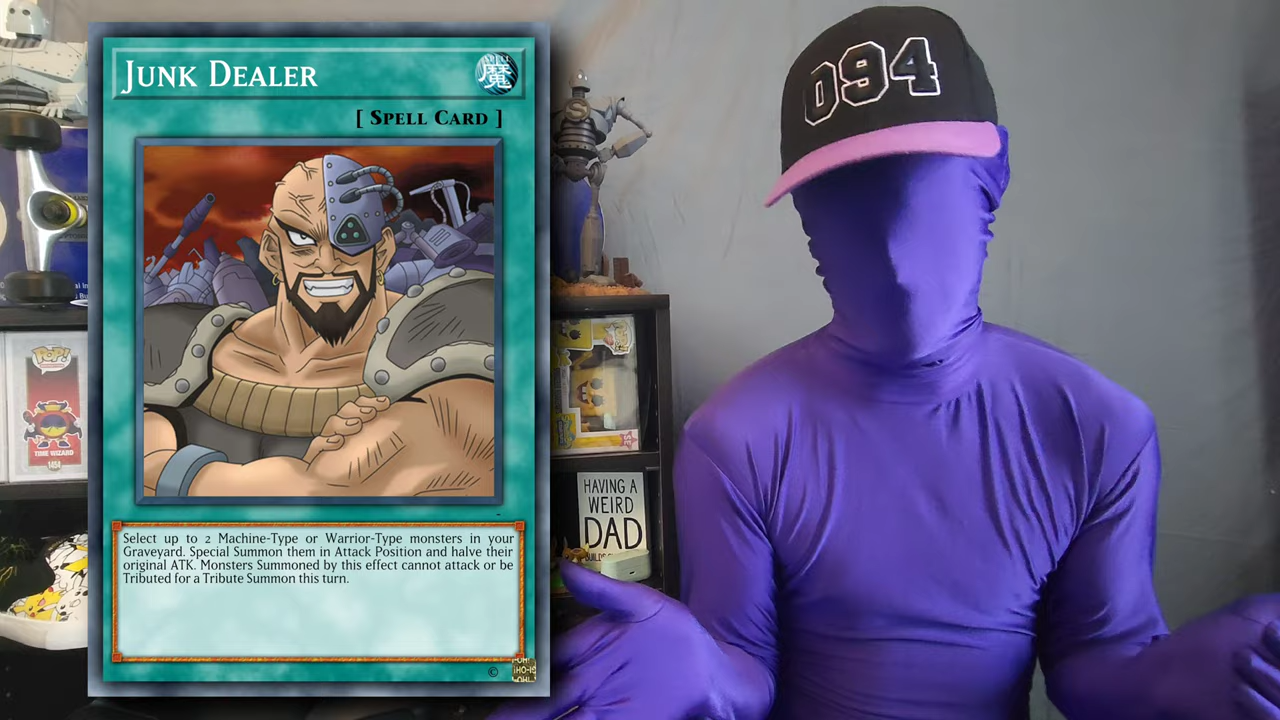 JUNK DEALER
魔
[ SPELL CARD ]
Select up to 2 Machine-Type or Warrior-Type monsters in your
Graveyard. Special Summon them in Attack Position and halve their
original ATK. Monsters Summoned by this effect cannot attack or be
Tributed for a Tribute Summon this turn.
©
094
S
POP!
TIME WIZARD
HAVING A
WEIRD
DAD